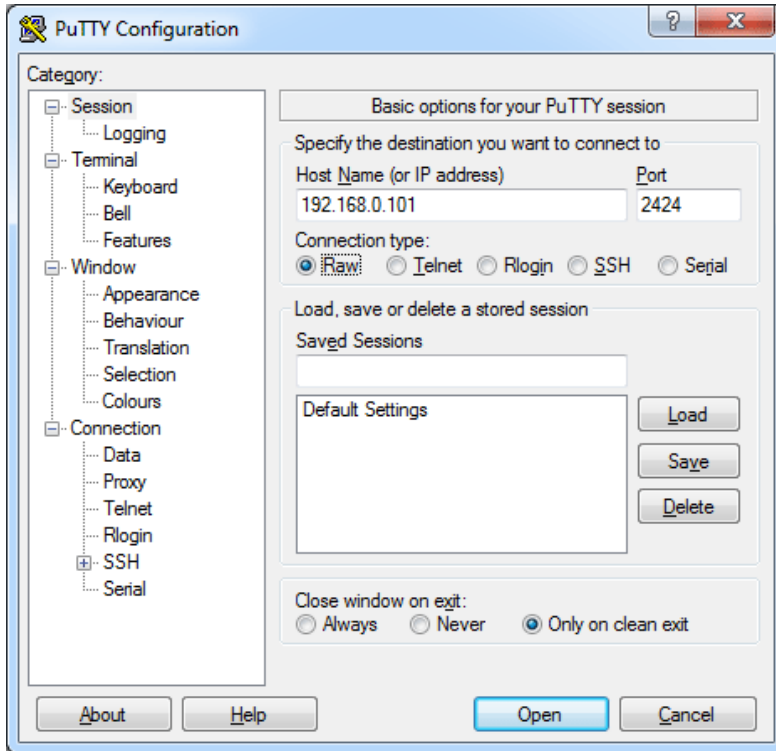 PuTTY Configuration
Category:
Session
Logging
Terminal
Keyboard
Bell
Features
Window
Appearance
Behaviour
Translation
Selection
Colours
Connection
Data
Proxy
Telnet
Rlogin
SSH
Serial
Basic options for your PuTTY session
Specify the destination you want to connect to
Host Name (or IP address) Port
192.168.0.101 2424
Connection type:
Raw Telnet Rlogin SSH Serial
Load, save or delete a stored session
Saved Sessions
Default Settings
Load
Save
Delete
Close window on exit:
Always Never Only on clean exit
About Help Open Cancel